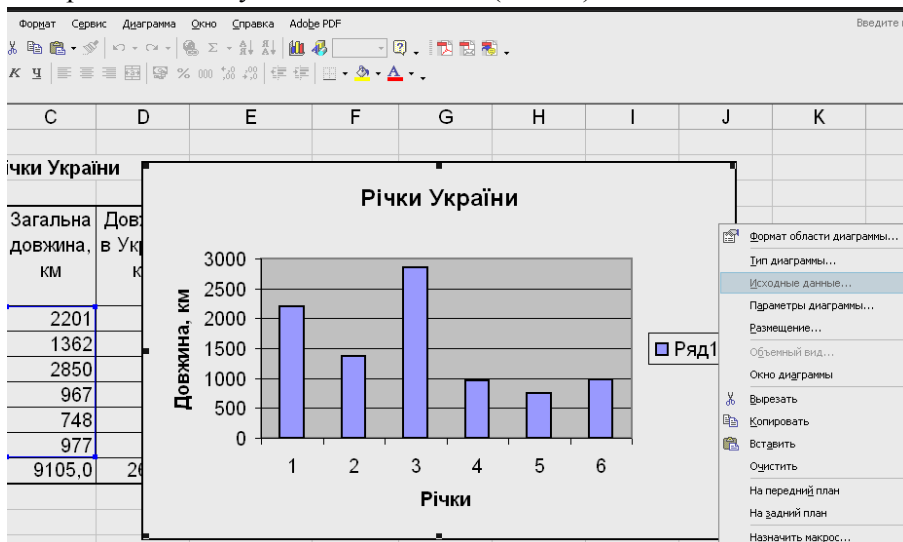 Формат Сервис Диаграмма Окно Справка Adobe PDF Введите
К Ч % 000
C D E F G H I J K
ічки України
Загальна
довжина,
км
Дов
в Ук
к
2201
1362
2850
967
748
977
9105,0 26
Річки України
Довжина, км
3000
2500
2000
1500
1000
500
0
1 2 3 4 5 6
Річки
Ряд1
Формат области диаграммы...
Тип диаграммы...
Исходные данные...
Параметры диаграммы...
Размещение...
Объемный вид...
Окно диаграммы
Вырезать
Копировать
Вставить
Очистить
На передний план
На задний план
Назначить макрос...